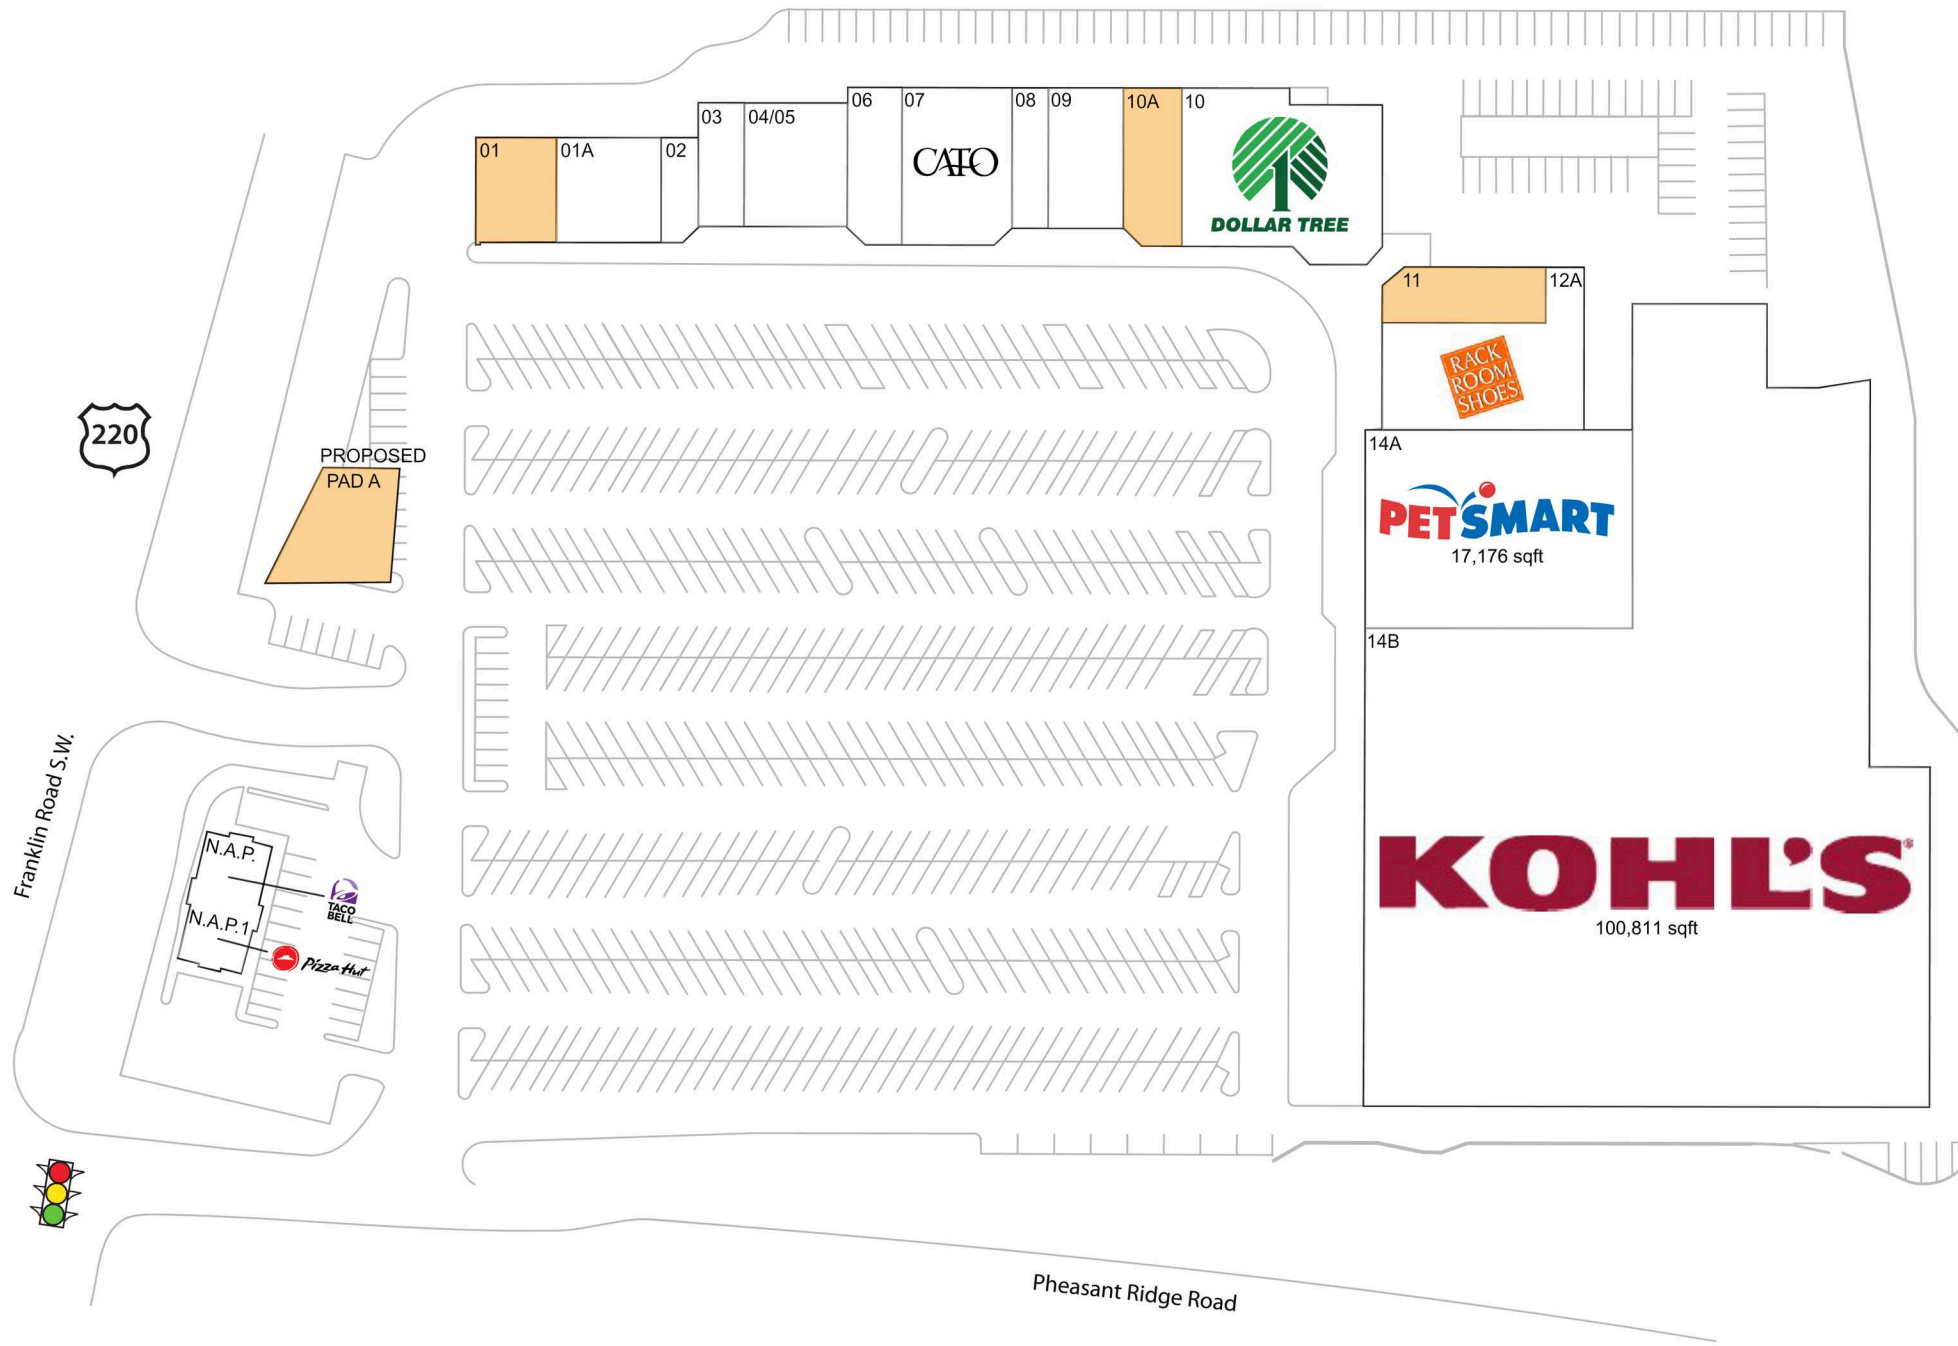 01
01A
02
03
04/05
06
07
CATO
08
09
10A
10
DOLLAR TREE
11
12A
RACK
ROOM
SHOES
220
PROPOSED
PAD A
14A
PETSMART
17,176 sqft
14B
KOHL'S®
100,811 sqft
Franklin Road S.W.
N.A.P.
TACO
BELL
N.A.P.1
Pizza Hut
Pheasant Ridge Road